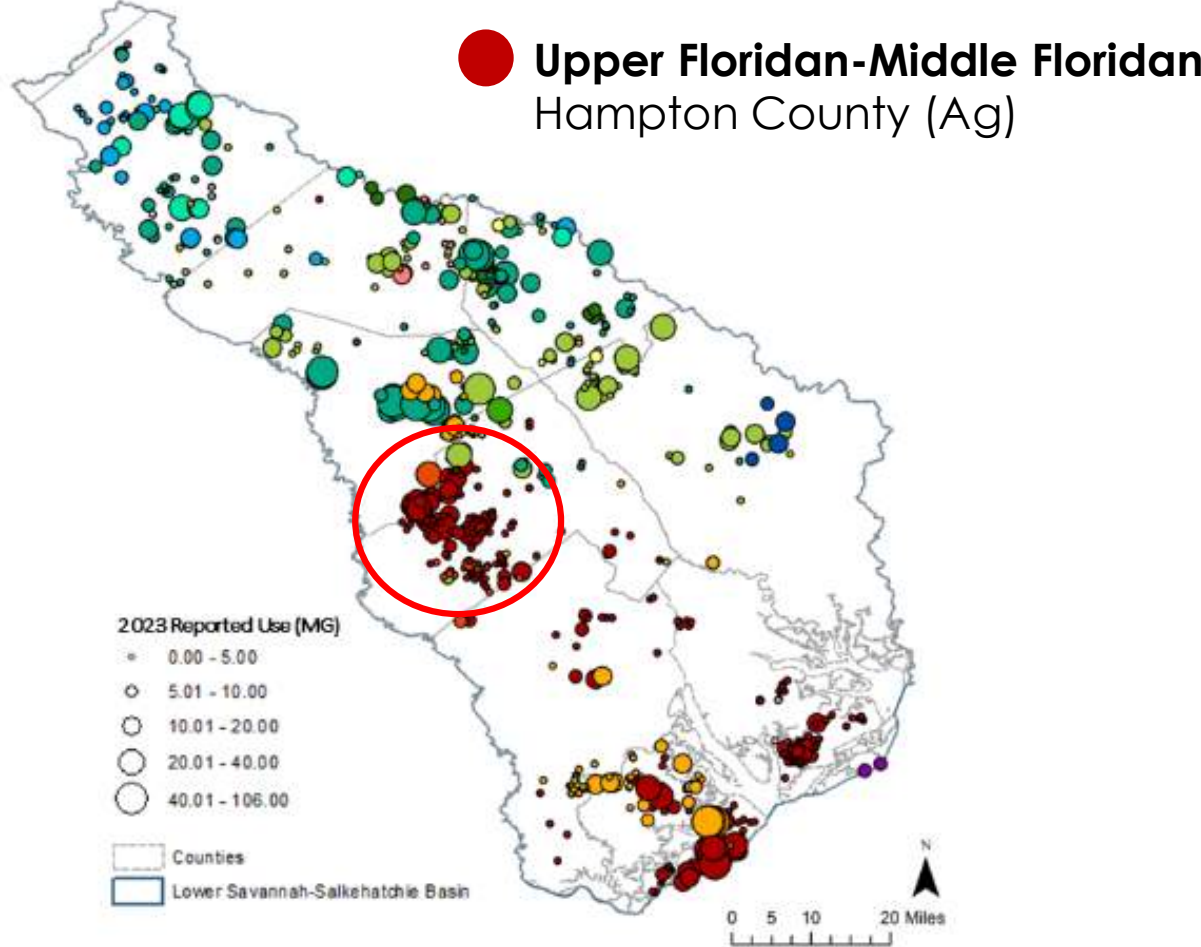 Upper Floridan-Middle Floridan
Hampton County (Ag)
2023 Reported Use (MG)
0.00 - 5.00
5.01 - 10.00
10.01 - 20.00
20.01 - 40.00
40.01 - 106.00
Counties
Lower Savannah-Salkehatchie Basin
N
0 5 10 20 Miles